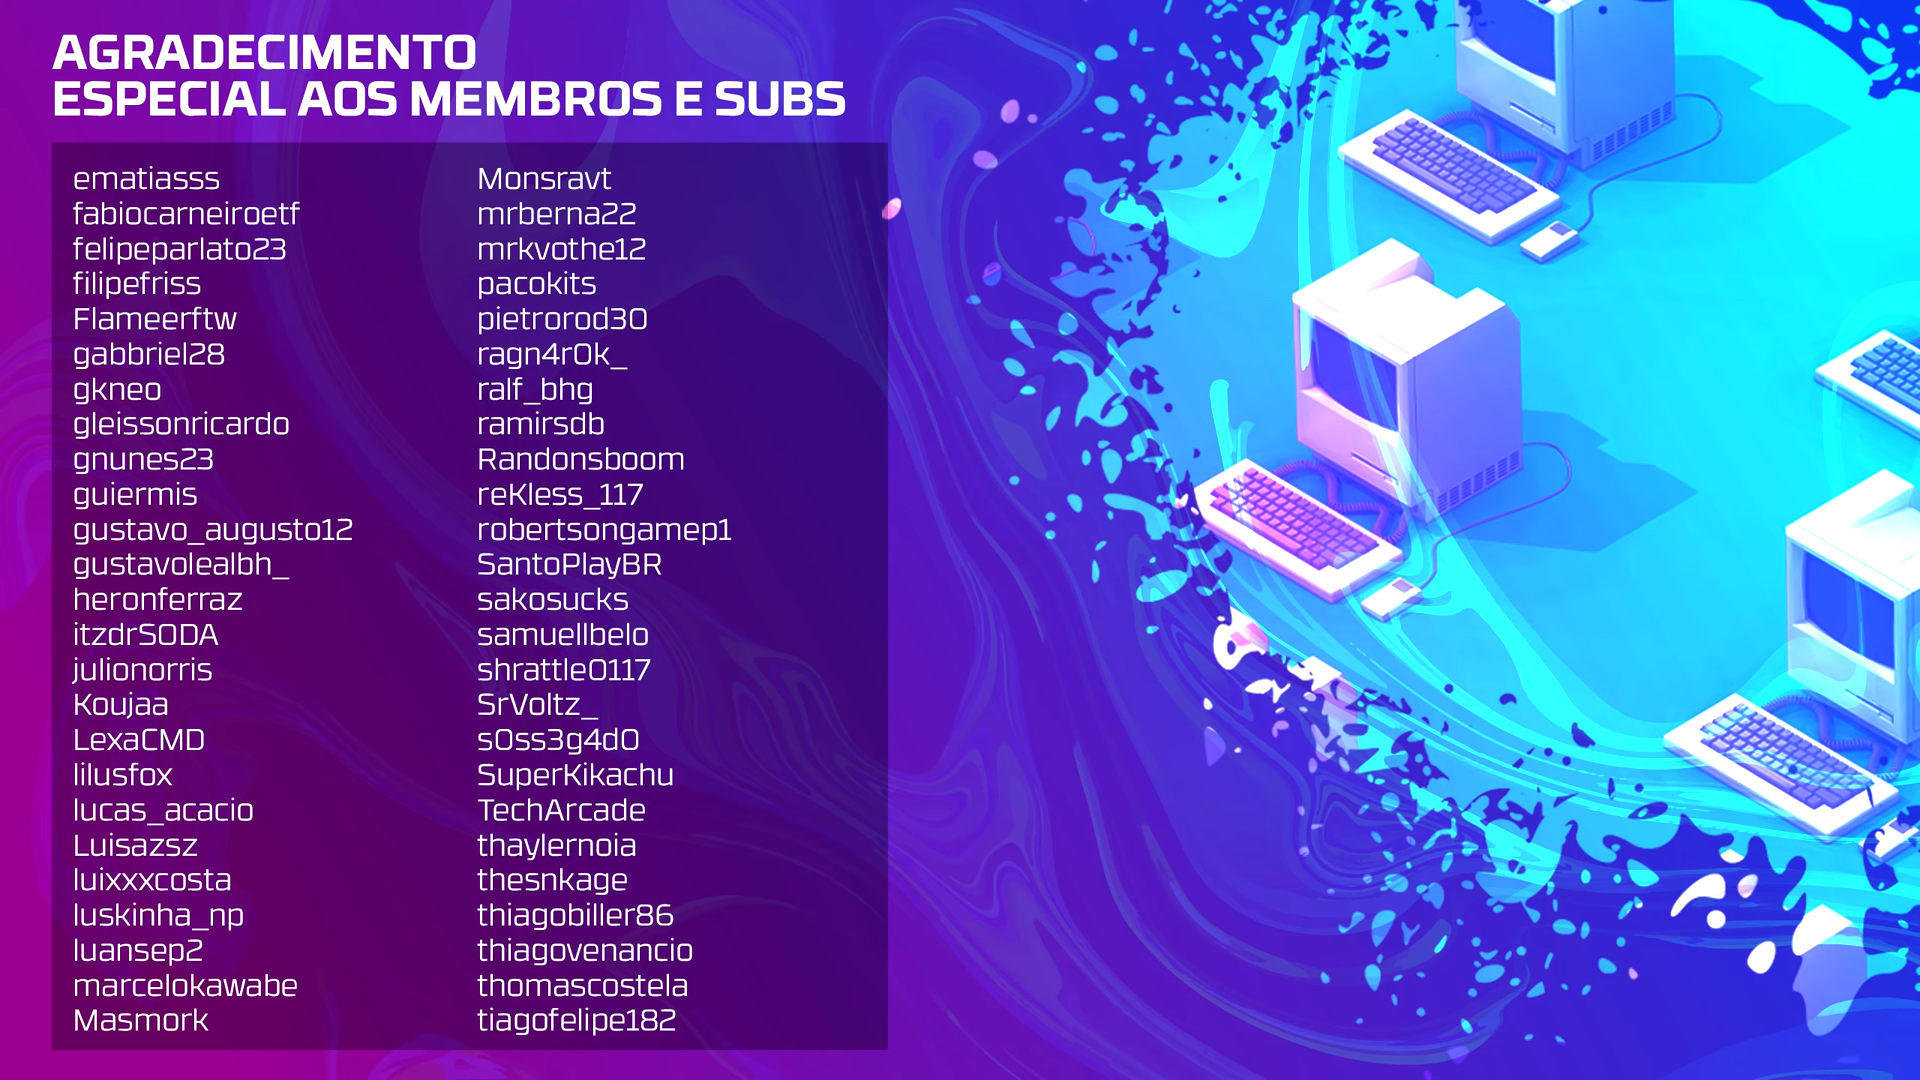 AGRADECIMENTO
ESPECIAL AOS MEMBROS E SUBS
ematiasss
fabiocarneiroetf
felipeparlato23
filipefriss
Flameerftw
gabbriel28
gkneo
gleissonricardo
gnunes23
guiermis
gustavo_augusto12
gustavolealbh_
heronferraz
itzdrSODA
julionorris
Koujaa
LexaCMD
lilusfox
lucas_acacio
Luisazsz
luixxxcosta
luskinha_np
luansep2
marcelokawabe
Masmork
Monsravt
mrberna22
mrkvothe12
pacokits
pietrorod30
ragn4r0k_
ralf_bhg
ramirsdb
Randonsboom
reKless_117
robertsongamep1
SantoPlayBR
sakosucks
samuellbelo
shrattle0117
SrVoltz_
s0ss3g4d0
SuperKikachu
TechArcade
thaylernoia
thesnkage
thiagobiller86
thiagovenancio
thomascostela
tiagofelipe182